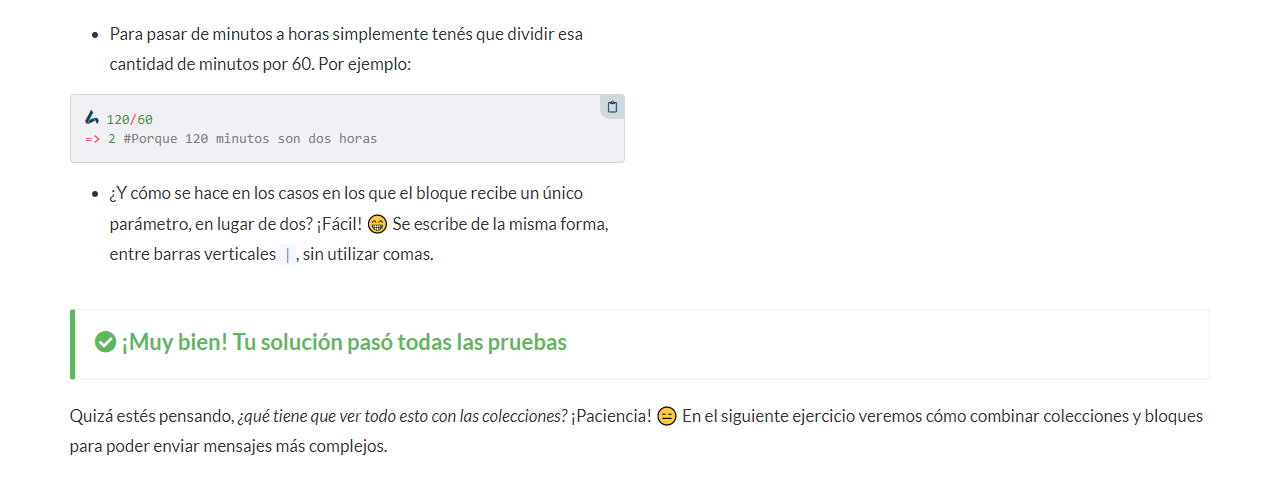 • Para pasar de minutos a horas simplemente tenés que dividir esa
cantidad de minutos por 60. Por ejemplo:
120/60
=> 2 #Porque 120 minutos son dos horas
• ¿Y cómo se hace en los casos en los que el bloque recibe un único
parámetro, en lugar de dos? ¡Fácil! 😁 Se escribe de la misma forma,
entre barras verticales |, sin utilizar comas.
¡Muy bien! Tu solución pasó todas las pruebas
Quizá estés pensando, ¿qué tiene que ver todo esto con las colecciones? ¡Paciencia! 😑 En el siguiente ejercicio veremos cómo combinar colecciones y bloques
para poder enviar mensajes más complejos.